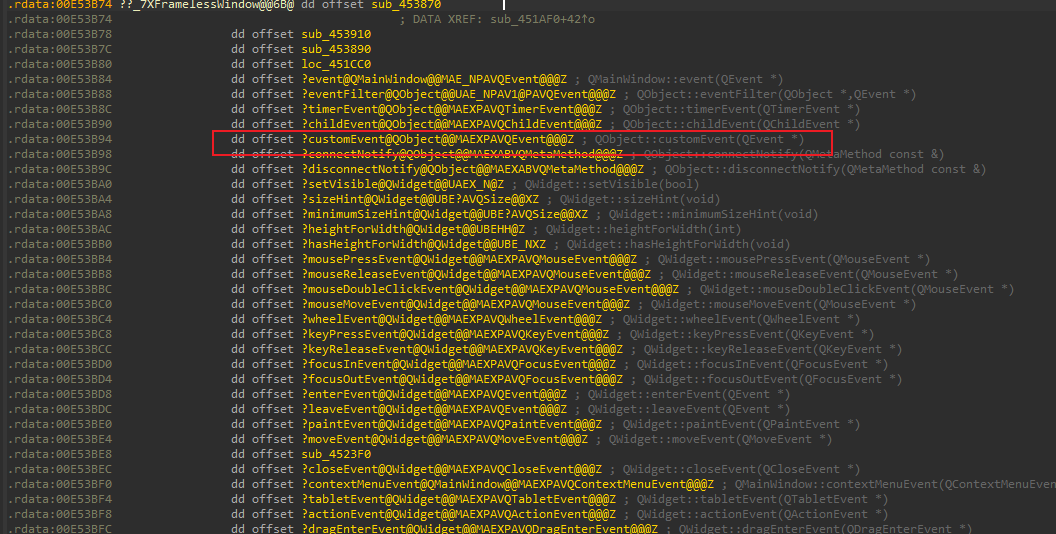 .rdata:00E53B74 ??_7XFramelessWindow@@6B@ dd offset sub_453870
; DATA XREF: sub_451AF0+42↑o
.rdata:00E53B78 dd offset sub_453910
.rdata:00E53B7C dd offset sub_453890
.rdata:00E53B80 dd offset loc_451CC0
.rdata:00E53B84 dd offset ?event@QMainWindow@@MAE_NPAVQEvent@@@Z ; QMainWindow::event(QEvent *)
.rdata:00E53B88 dd offset ?eventFilter@QObject@@UAE_NPAV1@PAVQEvent@@@Z ; QObject::eventFilter(QObject *,QEvent *)
.rdata:00E53B8C dd offset ?timerEvent@QObject@@MAEXPAVQTimerEvent@@@Z ; QObject::timerEvent(QTimerEvent *)
.rdata:00E53B90 dd offset ?childEvent@QObject@@MAEXPAVQChildEvent@@@Z ; QObject::childEvent(QChildEvent *)
.rdata:00E53B94 dd offset ?customEvent@QObject@@MAEXPAVQEvent@@@Z ; QObject::customEvent(QEvent *)
.rdata:00E53B98 dd offset ?connectNotify@QObject@@MAEXABVQMetaMethod@@@Z ; QObject::connectNotify(QMetaMethod const &)
.rdata:00E53B9C dd offset ?disconnectNotify@QObject@@MAEXABVQMetaMethod@@@Z ; QObject::disconnectNotify(QMetaMethod const &)
.rdata:00E53BA0 dd offset ?setVisible@QWidget@@UAEX_N@Z ; QWidget::setVisible(bool)
.rdata:00E53BA4 dd offset ?sizeHint@QWidget@@UBE?AVQSize@@XZ ; QWidget::sizeHint(void)
.rdata:00E53BA8 dd offset ?minimumSizeHint@QWidget@@UBE?AVQSize@@XZ ; QWidget::minimumSizeHint(void)
.rdata:00E53BAC dd offset ?heightForWidth@QWidget@@UBEHH@Z ; QWidget::heightForWidth(int)
.rdata:00E53BB0 dd offset ?hasHeightForWidth@QWidget@@UBE_NXZ ; QWidget::hasHeightForWidth(void)
.rdata:00E53BB4 dd offset ?mousePressEvent@QWidget@@MAEXPAVQMouseEvent@@@Z ; QWidget::mousePressEvent(QMouseEvent *)
.rdata:00E53BB8 dd offset ?mouseReleaseEvent@QWidget@@MAEXPAVQMouseEvent@@@Z ; QWidget::mouseReleaseEvent(QMouseEvent *)
.rdata:00E53BBC dd offset ?mouseDoubleClickEvent@QWidget@@MAEXPAVQMouseEvent@@@Z ; QWidget::mouseDoubleClickEvent(QMouseEvent *)
.rdata:00E53BC0 dd offset ?mouseMoveEvent@QWidget@@MAEXPAVQMouseEvent@@@Z ; QWidget::mouseMoveEvent(QMouseEvent *)
.rdata:00E53BC4 dd offset ?wheelEvent@QWidget@@MAEXPAVQWheelEvent@@@Z ; QWidget::wheelEvent(QWheelEvent *)
.rdata:00E53BC8 dd offset ?keyPressEvent@QWidget@@MAEXPAVQKeyEvent@@@Z ; QWidget::keyPressEvent(QKeyEvent *)
.rdata:00E53BCC dd offset ?keyReleaseEvent@QWidget@@MAEXPAVQKeyEvent@@@Z ; QWidget::keyReleaseEvent(QKeyEvent *)
.rdata:00E53BD0 dd offset ?focusInEvent@QWidget@@MAEXPAVQFocusEvent@@@Z ; QWidget::focusInEvent(QFocusEvent *)
.rdata:00E53BD4 dd offset ?focusOutEvent@QWidget@@MAEXPAVQFocusEvent@@@Z ; QWidget::focusOutEvent(QFocusEvent *)
.rdata:00E53BD8 dd offset ?enterEvent@QWidget@@MAEXPAVQEvent@@@Z ; QWidget::enterEvent(QEvent *)
.rdata:00E53BDC dd offset ?leaveEvent@QWidget@@MAEXPAVQEvent@@@Z ; QWidget::leaveEvent(QEvent *)
.rdata:00E53BE0 dd offset ?paintEvent@QWidget@@MAEXPAVQPaintEvent@@@Z ; QWidget::paintEvent(QPaintEvent *)
.rdata:00E53BE4 dd offset ?moveEvent@QWidget@@MAEXPAVQMoveEvent@@@Z ; QWidget::moveEvent(QMoveEvent *)
.rdata:00E53BE8 dd offset sub_4523F0
.rdata:00E53BEC dd offset ?closeEvent@QWidget@@MAEXPAVQCloseEvent@@@Z ; QWidget::closeEvent(QCloseEvent *)
.rdata:00E53BF0 dd offset ?contextMenuEvent@QMainWindow@@MAEXPAVQContextMenuEvent@@@Z ; QMainWindow::contextMenuEvent(QContextMenuEven
.rdata:00E53BF4 dd offset ?tabletEvent@QWidget@@MAEXPAVQTabletEvent@@@Z ; QWidget::tabletEvent(QTabletEvent *)
.rdata:00E53BF8 dd offset ?actionEvent@QWidget@@MAEXPAVQActionEvent@@@Z ; QWidget::actionEvent(QActionEvent *)
.rdata:00E53BFC dd offset ?dragEnterEvent@QWidget@@MAEXPAVQDragEnterEvent@@@Z ; QWidget::dragEnterEvent(QDragEnterEvent *)